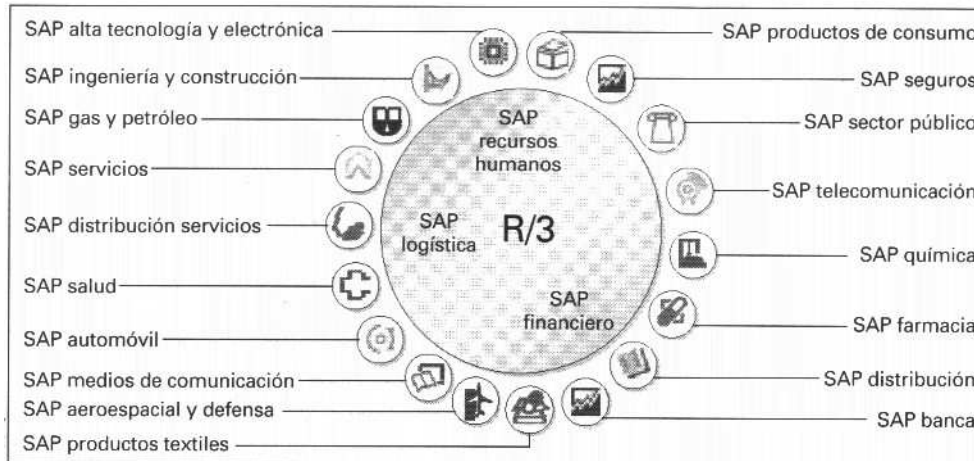 SAP alta tecnología y electrónica
SAP ingeniería y construcción
SAP gas y petróleo
SAP servicios
SAP distribución servicios
SAP salud
SAP automóvil
SAP medios de comunicación
SAP aeroespacial y defensa
SAP productos textiles
SAP
recursos
humanos
SAP
logística
R/3
SAP
financiero
SAP productos de consumo
SAP seguros
SAP sector público
SAP telecomunicación
SAP química
SAP farmacia
SAP distribución
SAP banca